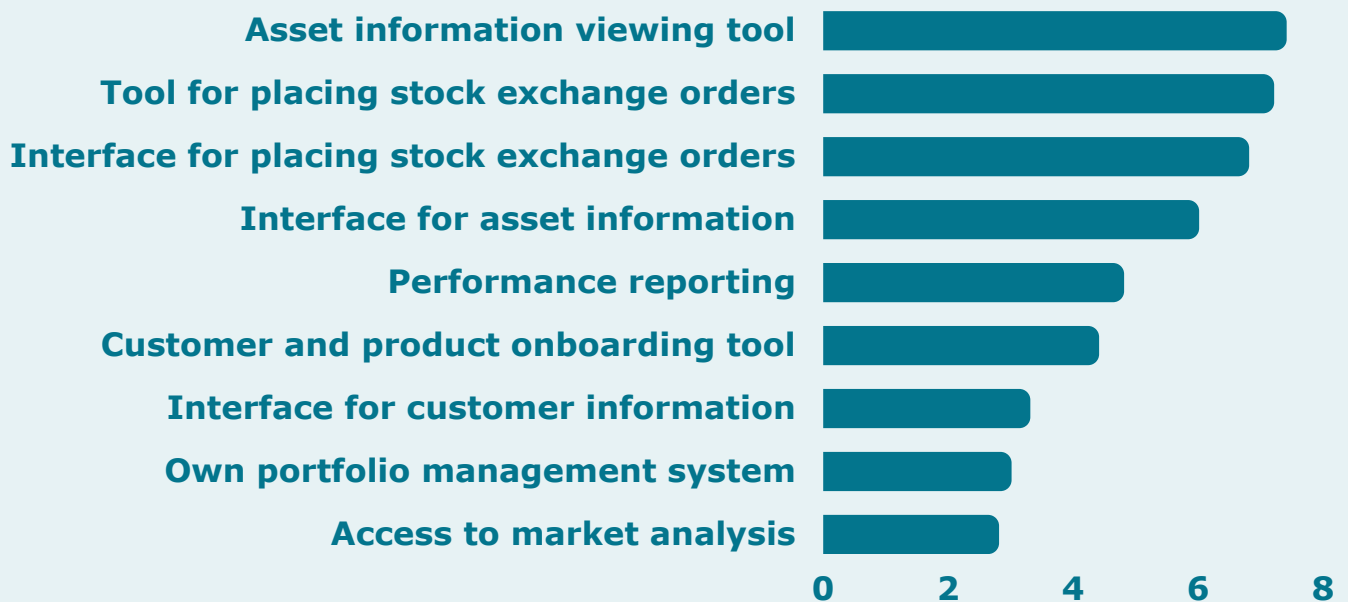 Asset information viewing tool
Tool for placing stock exchange orders
Interface for placing stock exchange orders
Interface for asset information
Performance reporting
Customer and product onboarding tool
Interface for customer information
Own portfolio management system
Access to market analysis
0 2 4 6 8